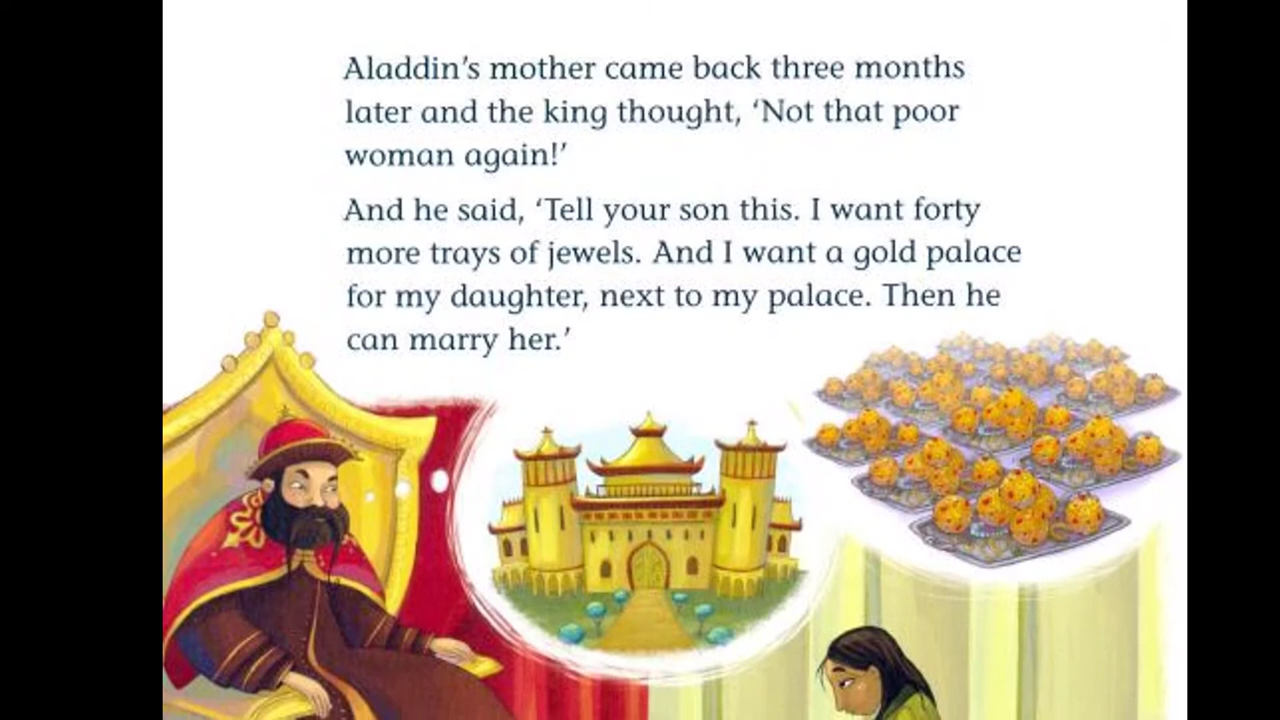 Aladdin’s mother came back three months
later and the king thought, ‘Not that poor
woman again!’
And he said, ‘Tell your son this. I want forty
more trays of jewels. And I want a gold palace
for my daughter, next to my palace. Then he
can marry her.’